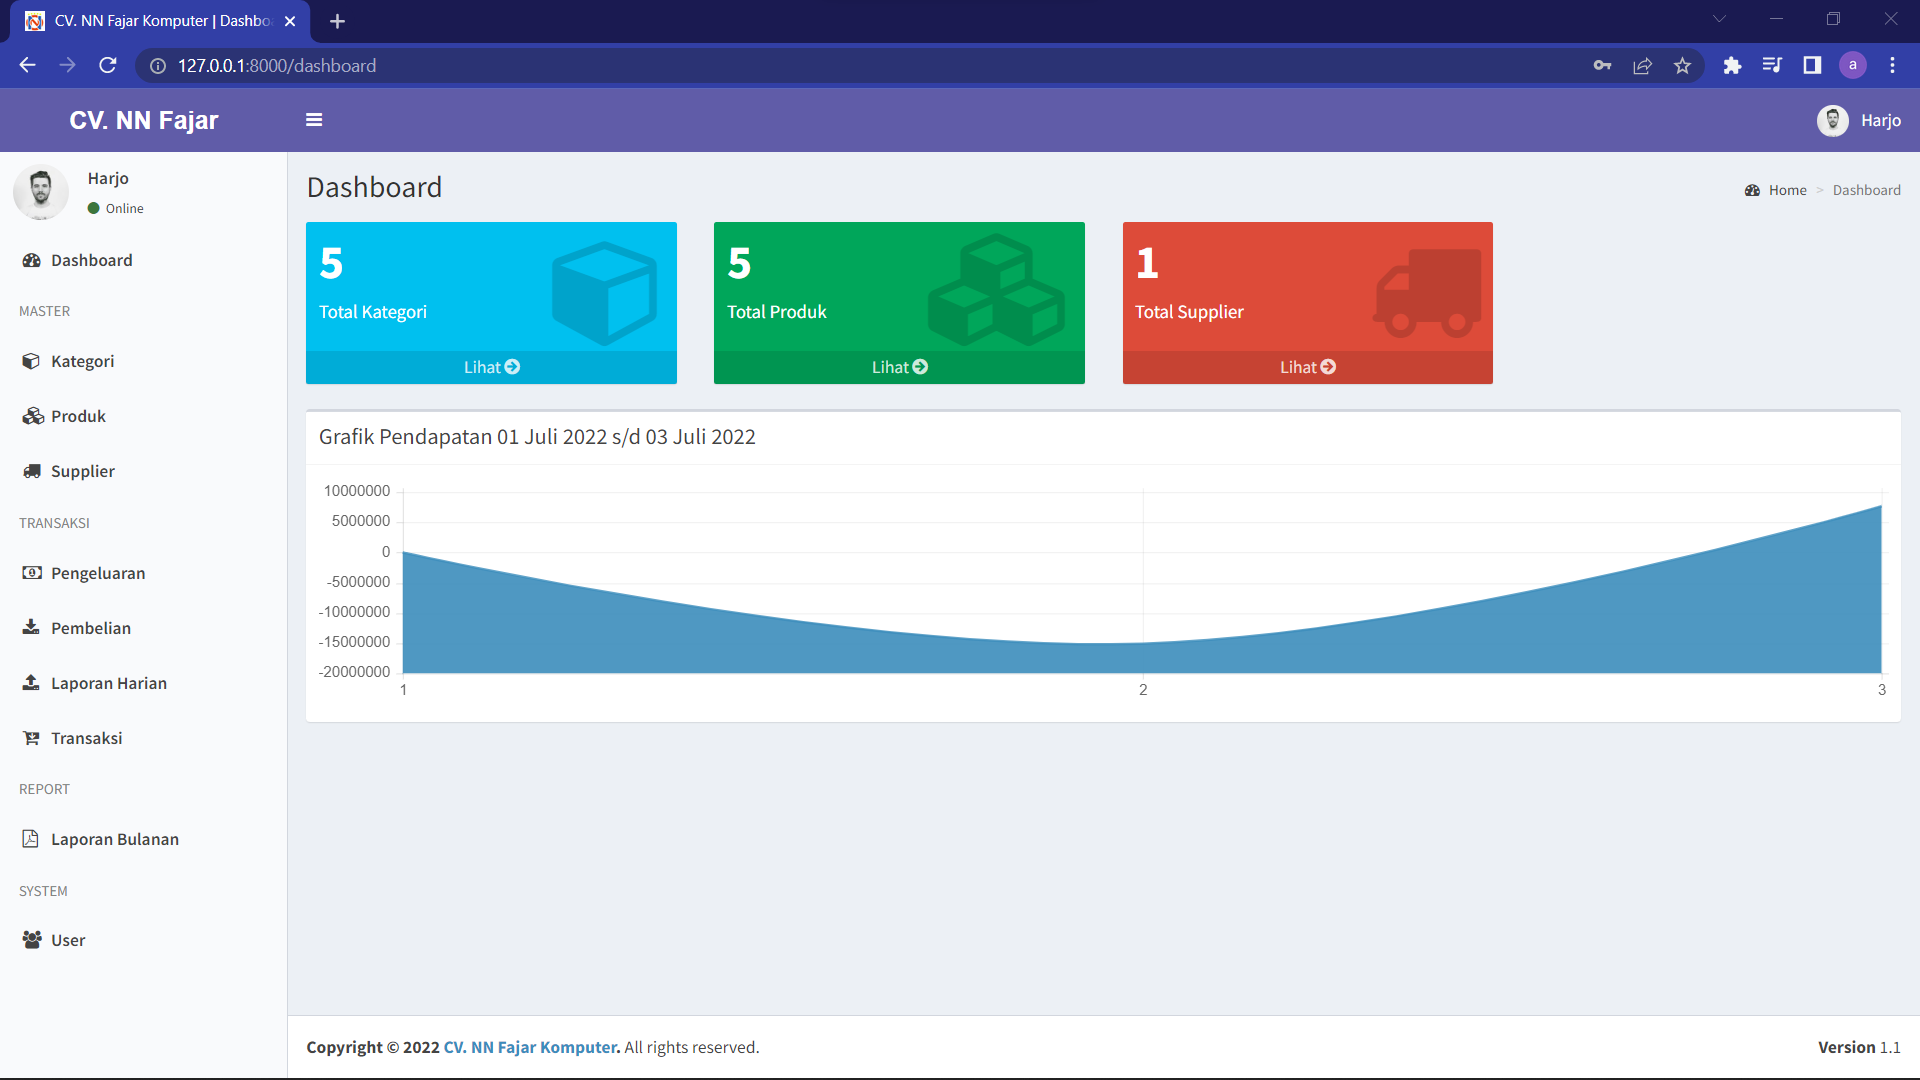 CV. NN Fajar Komputer | Dashbo
127.0.0.1:8000/dashboard
a
CV. NN Fajar
Harjo
Harjo
Online
Dashboard
MASTER
Kategori
Produk
Supplier
TRANSAKSI
Pengeluaran
Pembelian
Laporan Harian
Transaksi
REPORT
Laporan Bulanan
SYSTEM
User
Dashboard
Home > Dashboard
5
Total Kategori
Lihat
5
Total Produk
Lihat
1
Total Supplier
Lihat
Grafik Pendapatan 01 Juli 2022 s/d 03 Juli 2022
10000000
5000000
0
-5000000
-10000000
-15000000
-20000000
1 2 3
Copyright © 2022 CV. NN Fajar Komputer. All rights reserved.
Version 1.1